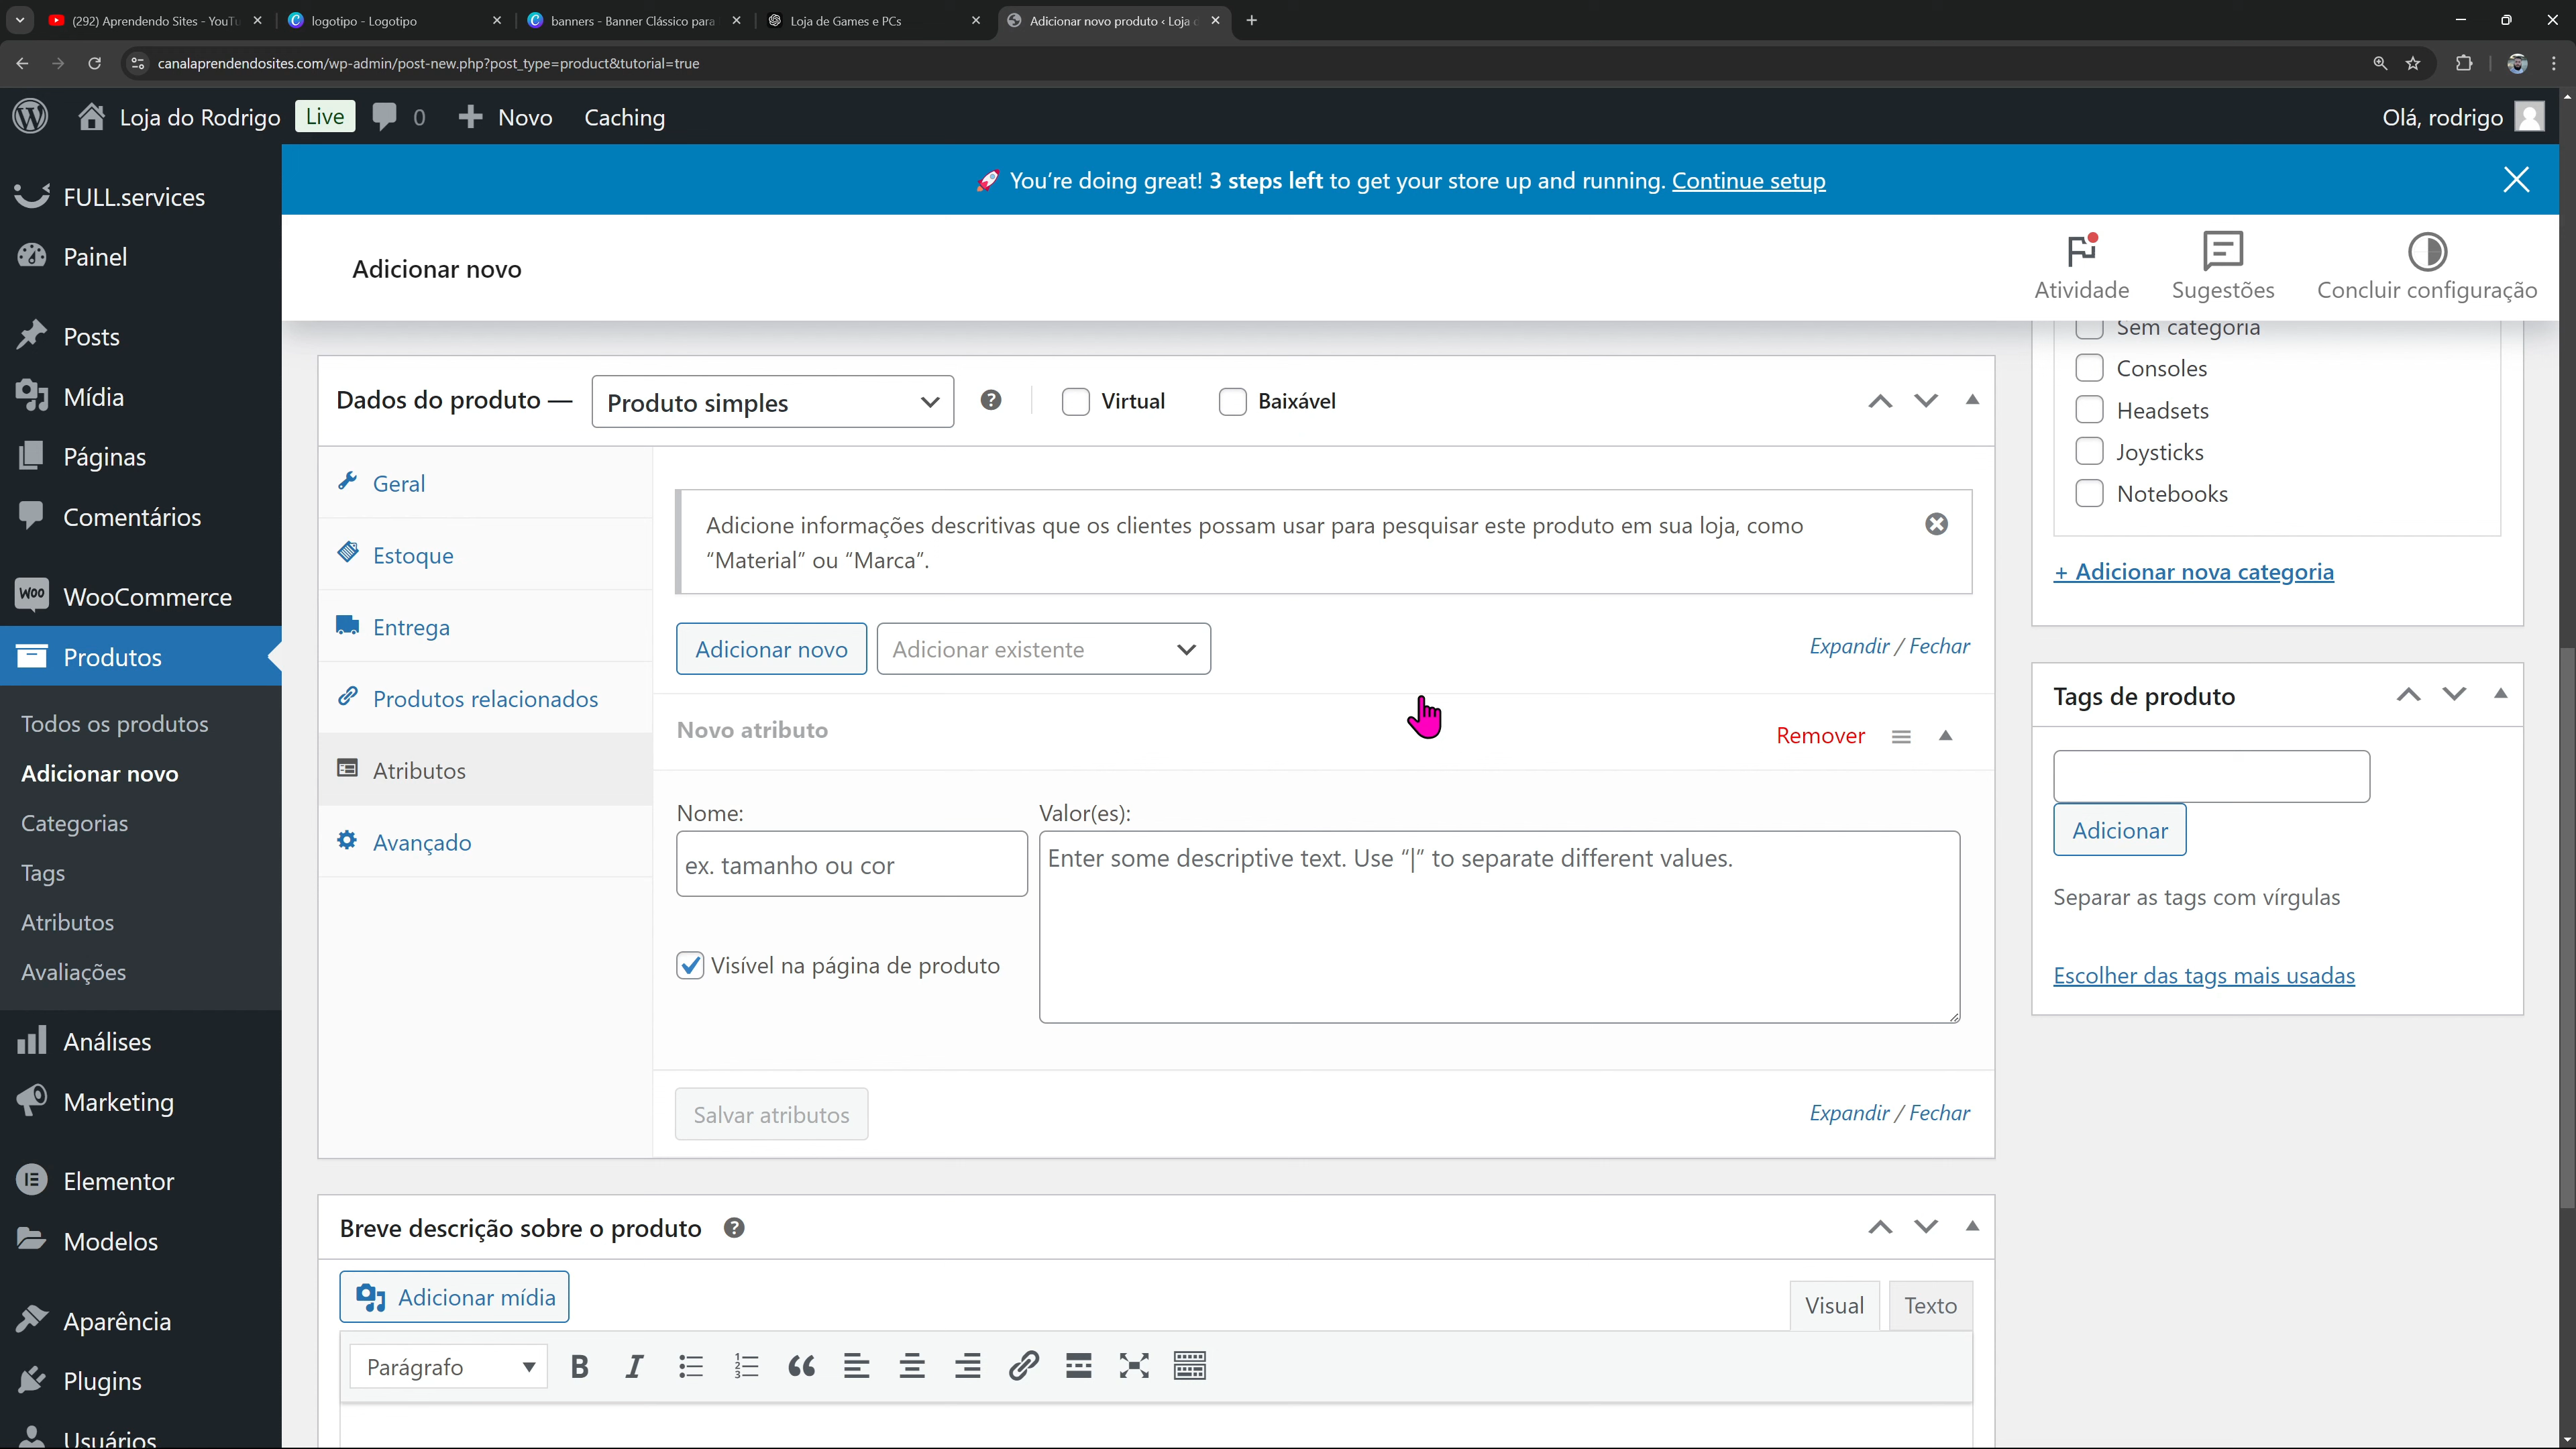 (292) Aprendendo Sites - YouTu
logotipo - Logotipo
banners - Banner Clássico para
Loja de Games e PCs
Adicionar novo produto ‹ Loja d
canalaprendendosites.com/wp-admin/post-new.php?post_type=product&tutorial=true
Loja do Rodrigo Live 0 Novo Caching
Olá, rodrigo
FULL.services
Painel
Posts
Mídia
Páginas
Comentários
WooCommerce
Produtos
Todos os produtos
Adicionar novo
Categorias
Tags
Atributos
Avaliações
Análises
Marketing
Elementor
Modelos
Aparência
Plugins
Usuários
You're doing great! 3 steps left to get your store up and running. Continue setup
Adicionar novo
Atividade
Sugestões
Concluir configuração
Dados do produto — Produto simples Virtual Baixável
Geral
Estoque
Entrega
Produtos relacionados
Atributos
Avançado
Adicione informações descritivas que os clientes possam usar para pesquisar este produto em sua loja, como
“Material” ou “Marca”.
Adicionar novo Adicionar existente Expandir / Fechar
Novo atributo Remover
Nome:
ex. tamanho ou cor
Visível na página de produto
Valor(es):
Enter some descriptive text. Use “|” to separate different values.
Salvar atributos Expandir / Fechar
Breve descrição sobre o produto
Adicionar mídia
Visual Texto
Parágrafo
Sem categoria
Consoles
Headsets
Joysticks
Notebooks
+ Adicionar nova categoria
Tags de produto
Adicionar
Separar as tags com vírgulas
Escolher das tags mais usadas